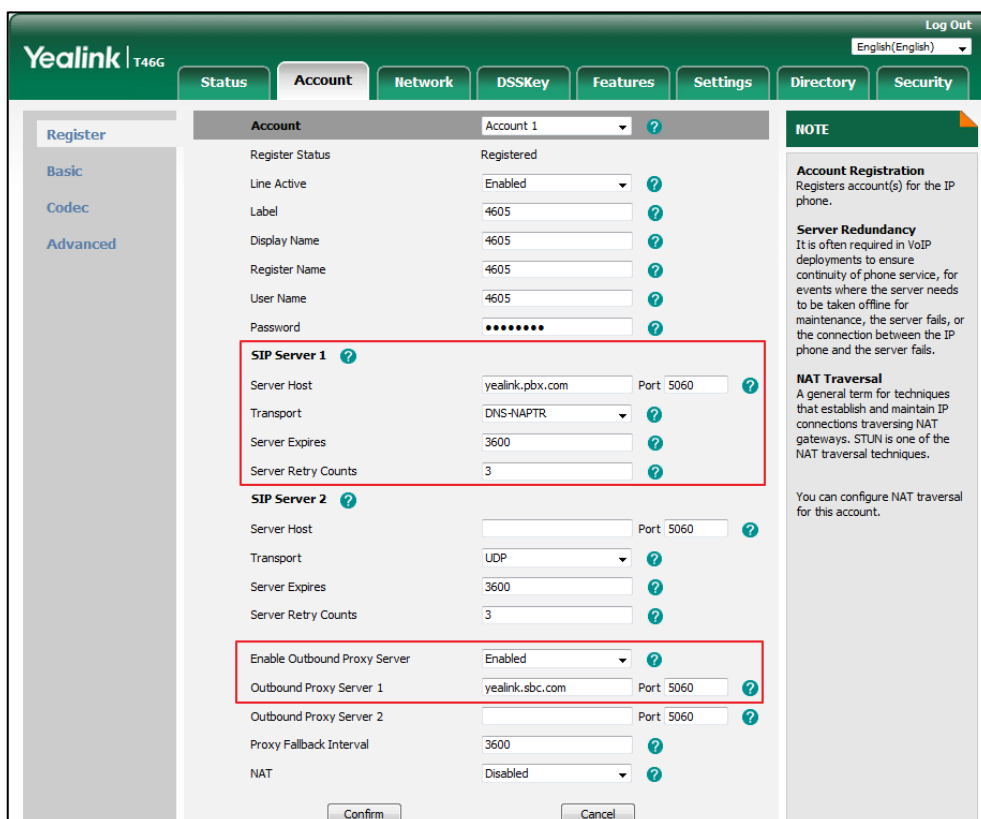 Log Out
Yealink | T46G
English(English)
Status Account Network DSSKey Features Settings Directory Security
Register
Basic
Codec
Advanced
Account Account 1 ?
Register Status Registered
Line Active Enabled ?
Label 4605 ?
Display Name 4605 ?
Register Name 4605 ?
User Name 4605 ?
Password •••••••• ?
SIP Server 1 ?
Server Host yealink.pbx.com Port 5060 ?
Transport DNS-NAPTR ?
Server Expires 3600 ?
Server Retry Counts 3 ?
SIP Server 2 ?
Server Host Port 5060 ?
Transport UDP ?
Server Expires 3600 ?
Server Retry Counts 3 ?
Enable Outbound Proxy Server Enabled ?
Outbound Proxy Server 1 yealink.sbc.com Port 5060 ?
Outbound Proxy Server 2 Port 5060 ?
Proxy Fallback Interval 3600 ?
NAT Disabled ?
Confirm Cancel
NOTE
Account Registration
Registers account(s) for the IP
phone.
Server Redundancy
It is often required in VoIP
deployments to ensure
continuity of phone service, for
events where the server needs
to be taken offline for
maintenance, the server fails, or
the connection between the IP
phone and the server fails.
NAT Traversal
A general term for techniques
that establish and maintain IP
connections traversing NAT
gateways. STUN is one of the
NAT traversal techniques.
You can configure NAT traversal
for this account.